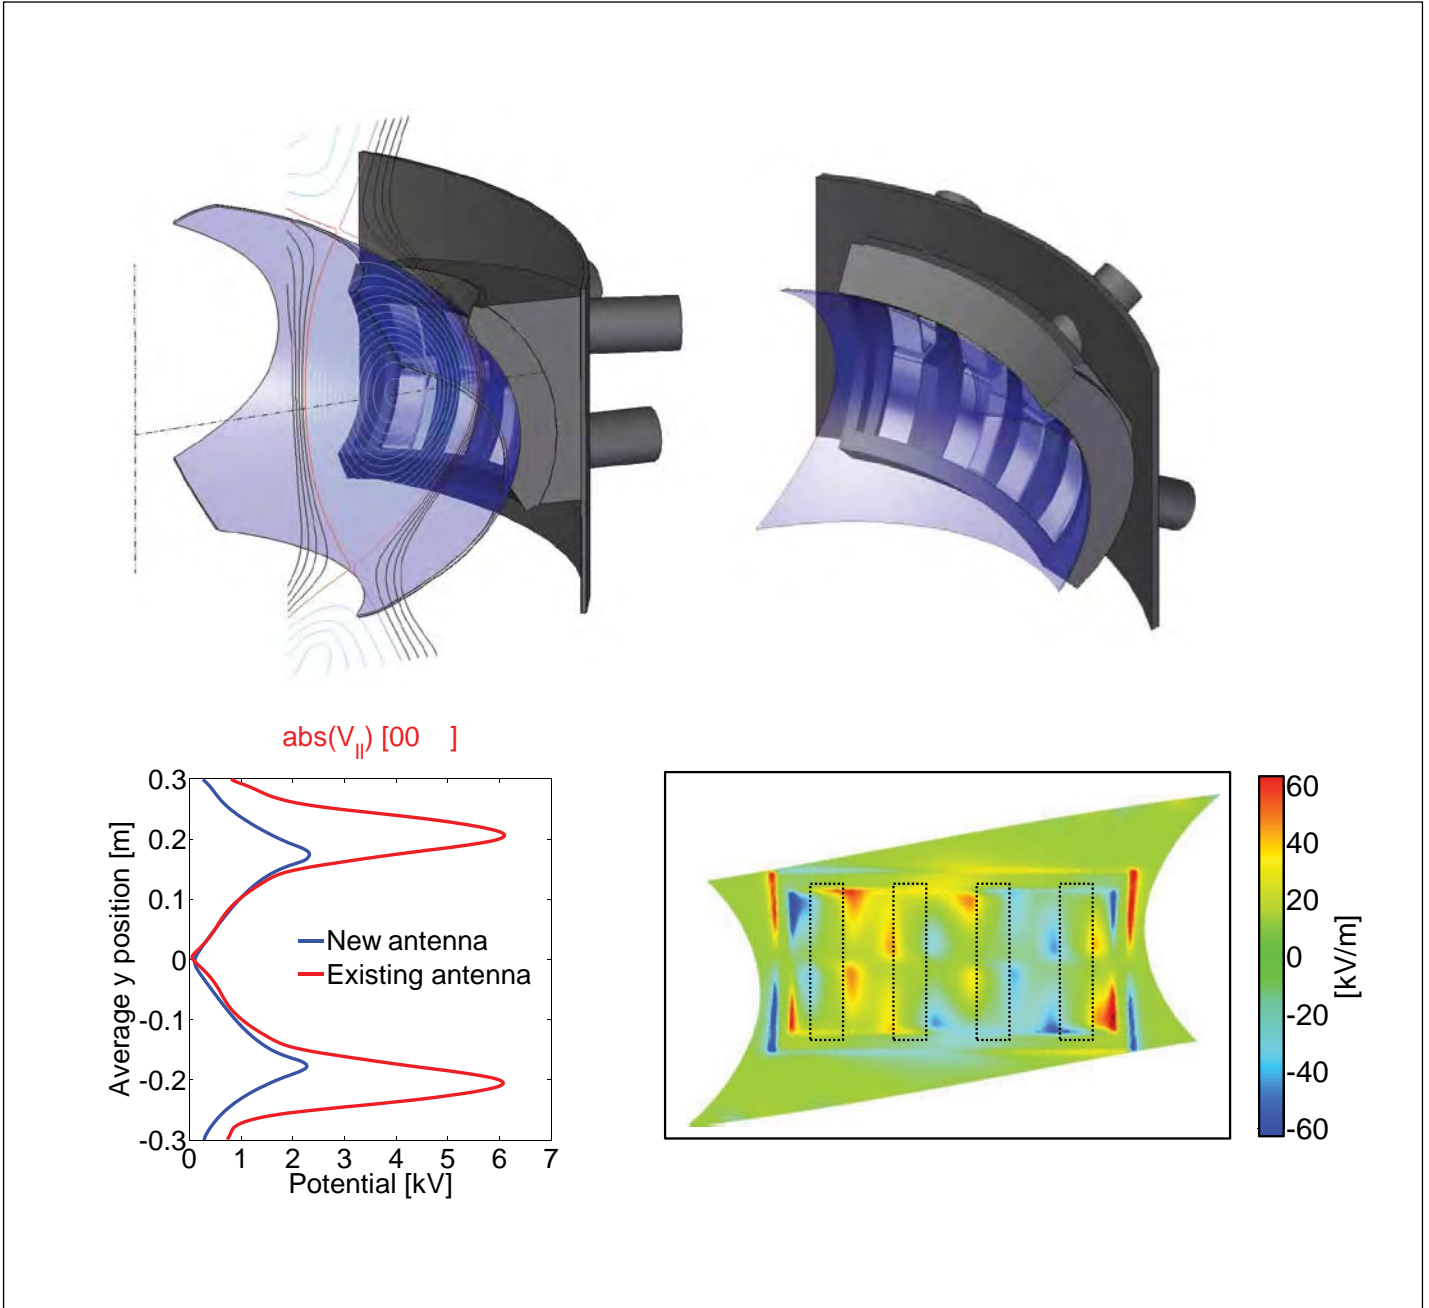 abs(V||) [00 ]
0.3
0.2
0.1
0
-0.1
-0.2
-0.3
Average y position [m]
New antenna
Existing antenna
0 1 2 3 4 5 6 7
Potential [kV]
60
40
20
0
-20
-40
-60
[kV/m]